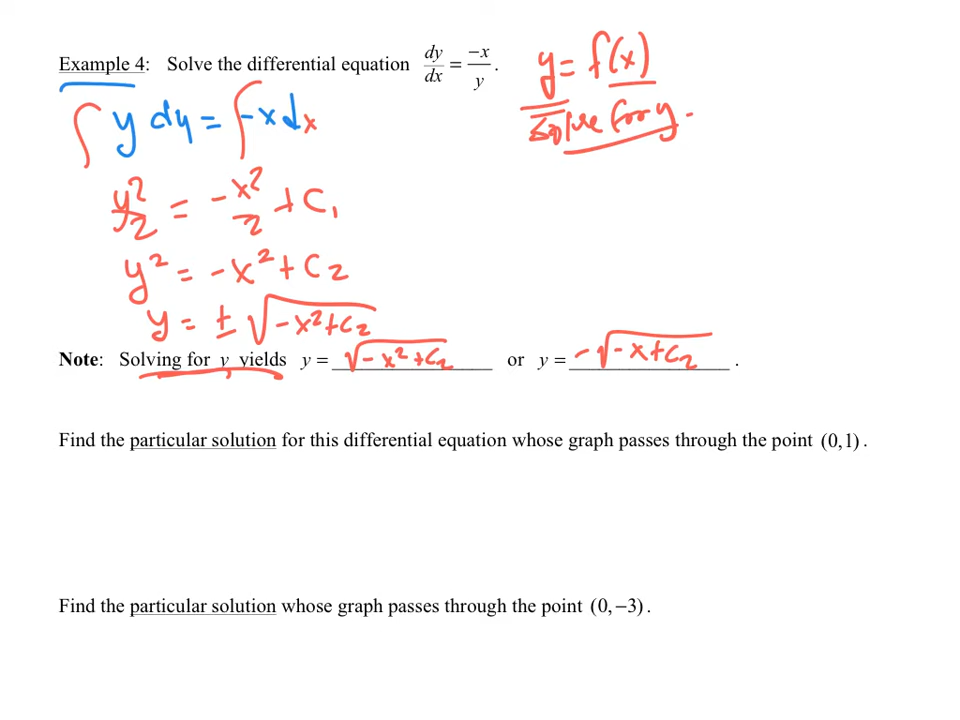 Example 4: Solve the differential equation dy/dx = -x/y.
y = f(x)
solve for y.
∫ y dy = ∫ -x dx
y²/2 = -x²/2 + C₁
y² = -x² + C₂
y = ± √(-x² + C₂)
Note: Solving for y yields y = √(-x² + C₂) or y = -√(-x + C₂).
Find the particular solution for this differential equation whose graph passes through the point (0,1).
Find the particular solution whose graph passes through the point (0,−3).